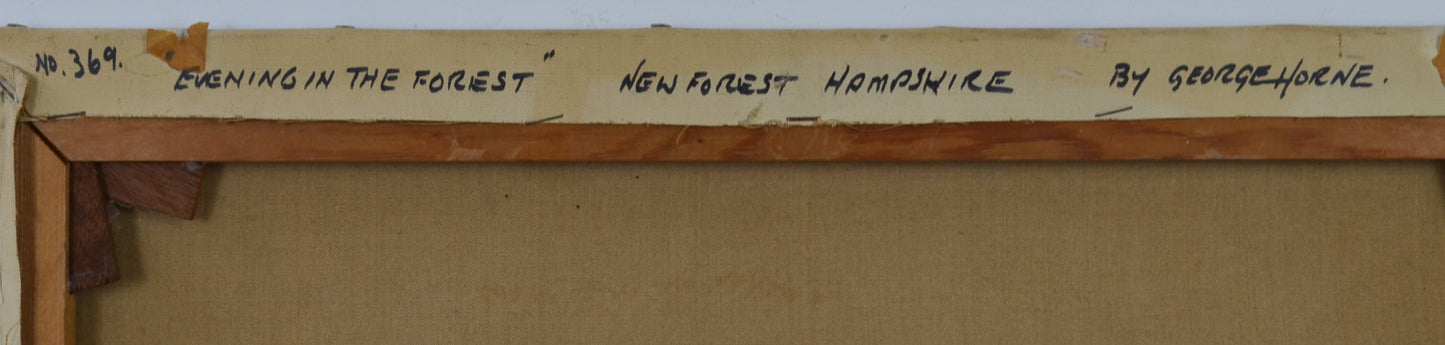 NO. 369. "EVENING IN THE FOREST" NEW FOREST HAMPSHIRE BY GEORGE HORNE.